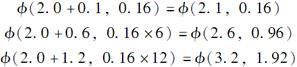 ϕ(2.0+0.1, 0.16)=ϕ(2.1, 0.16)
ϕ(2.0+0.6, 0.16×6)=ϕ(2.6, 0.96)
ϕ(2.0+1.2, 0.16×12)=ϕ(3.2, 1.92)